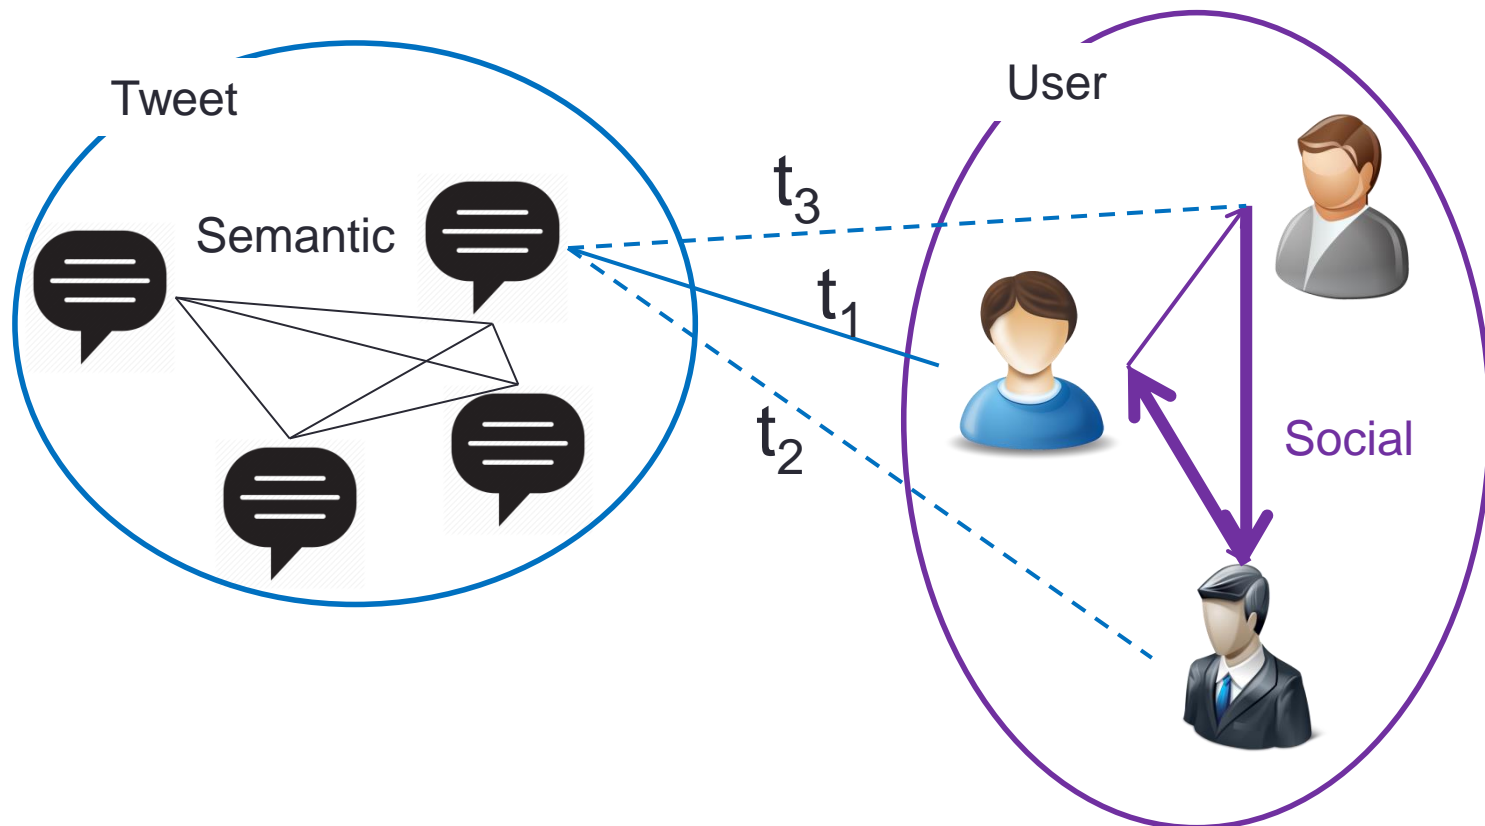 Tweet
User
Semantic
t₃
t₁
t₂
Social